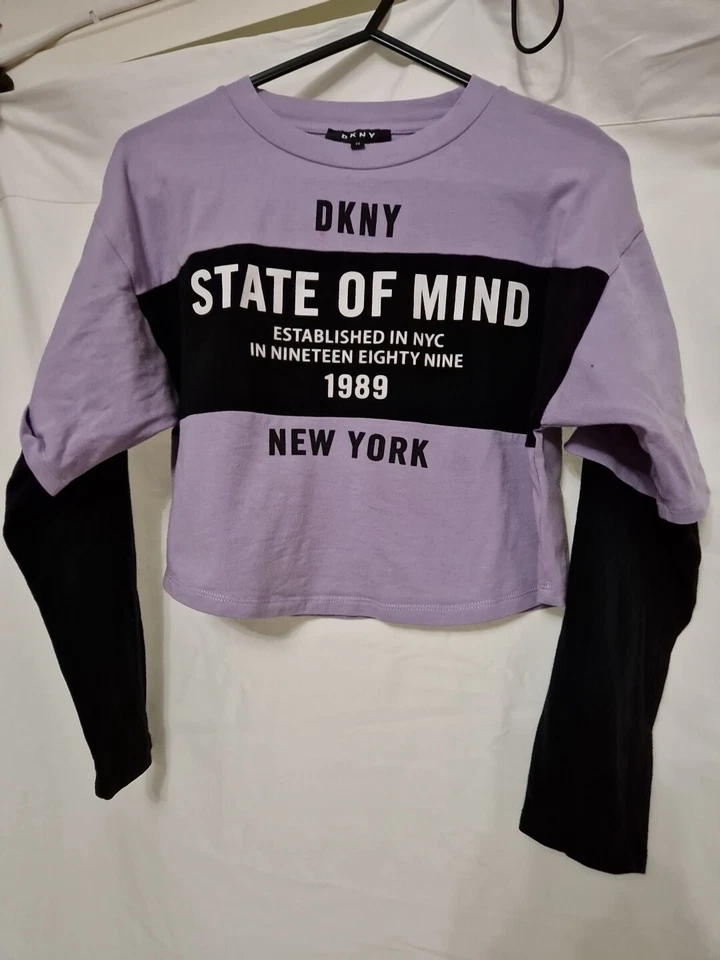 DKNY
DKNY
STATE OF MIND
ESTABLISHED IN NYC
IN NINETEEN EIGHTY NINE
1989
NEW YORK